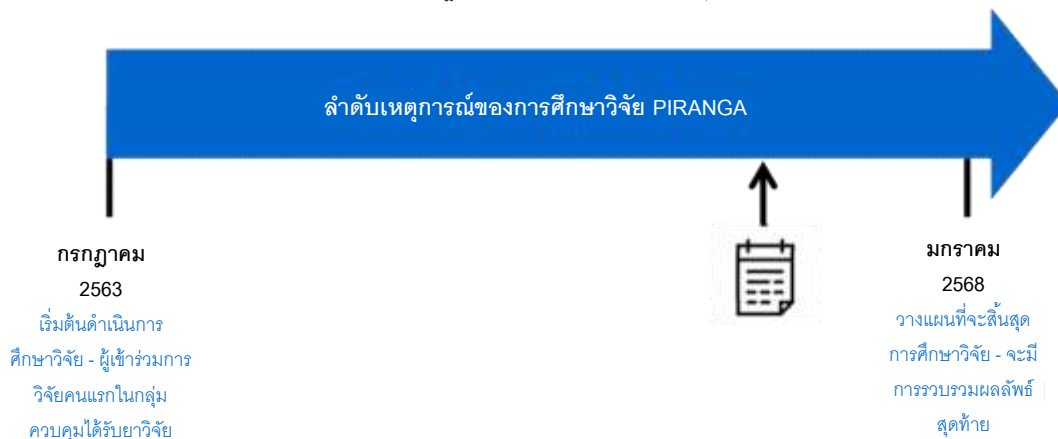 ลำดับเหตุการณ์ของการศึกษาวิจัย PIRANGA
กรกฎาคม
2563
เริ่มต้นดำเนินการ
ศึกษาวิจัย - ผู้เข้าร่วมการ
วิจัยคนแรกในกลุ่ม
ควบคุมได้รับยาวิจัย
มกราคม
2568
วางแผนที่จะสิ้นสุด
การศึกษาวิจัย - จะมี
การรวบรวมผลลัพธ์
สุดท้าย